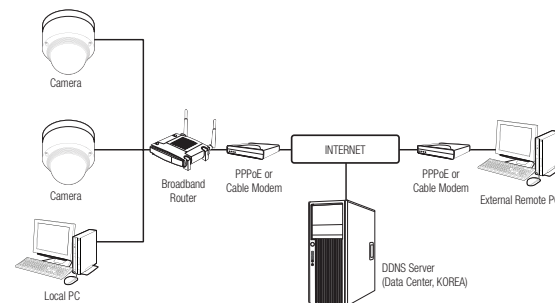 Camera
Camera
Local PC
Broadband
Router
PPPoE or
Cable Modem
INTERNET
PPPoE or
Cable Modem
External Remote PC
DDNS Server
(Data Center, KOREA)